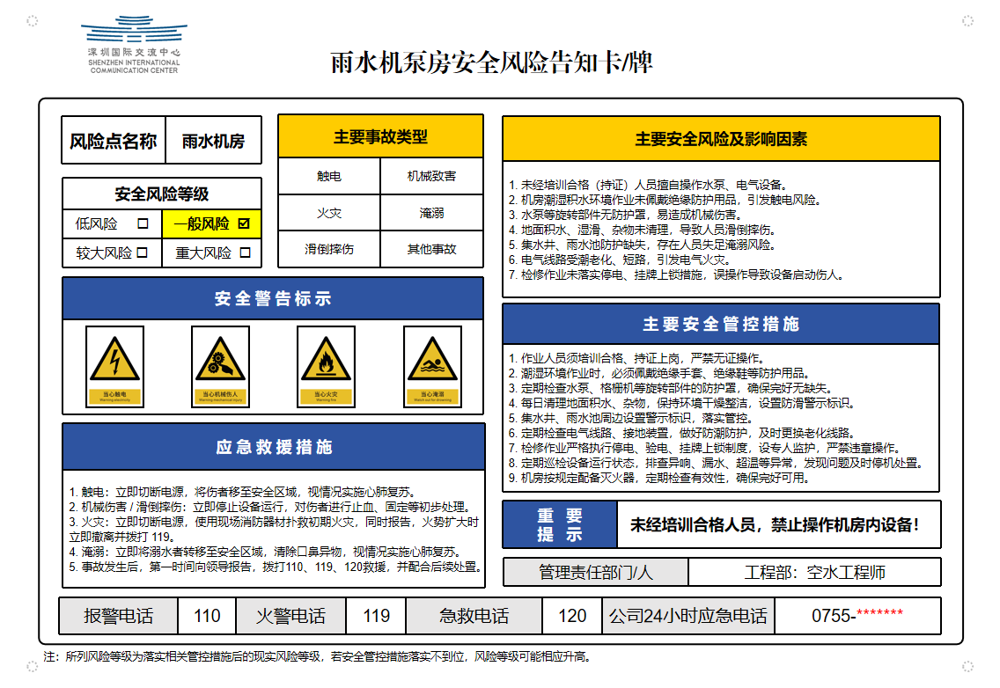 深圳国际交流中心
SHENZHEN INTERNATIONAL
COMMUNICATION CENTER
雨水机泵房安全风险告知卡/牌
风险点名称 雨水机房
安全风险等级
低风险 ☐ 一般风险 ☑
较大风险 ☐ 重大风险 ☐
主要事故类型
触电 机械致害
火灾 淹溺
滑倒摔伤 其他事故
主要安全风险及影响因素
1. 未经培训合格（持证）人员擅自操作水泵、电气设备。
2. 机房潮湿积水环境作业未佩戴绝缘防护用品，引发触电风险。
3. 水泵等旋转部件无防护罩，易造成机械伤害。
4. 地面积水、湿滑、杂物未清理，导致人员滑倒摔伤。
5. 集水井、雨水池防护缺失，存在人员失足淹溺风险。
6. 电气线路受潮老化、短路，引发电气火灾。
7. 检修作业未落实停电、挂牌上锁措施，误操作导致设备启动伤人。
安全警告标示
当心触电
Warning electricity
当心机械伤人
Warning mechanical injury
当心火灾
Warning fire
当心淹溺
Watch out for drowning
主要安全管控措施
1. 作业人员须培训合格、持证上岗，严禁无证操作。
2. 潮湿环境作业时，必须佩戴绝缘手套、绝缘鞋等防护用品。
3. 定期检查水泵、格栅机等旋转部件的防护罩，确保完好无缺失。
4. 每日清理地面积水、杂物，保持环境干燥整洁，设置防滑警示标识。
5. 集水井、雨水池周边设置警示标识，落实管控。
6. 定期检查电气线路、接地装置，做好防潮防护，及时更换老化线路。
7. 检修作业严格执行停电、验电、挂牌上锁制度，设专人监护，严禁违章操作。
8. 定期巡检设备运行状态，排查异响、漏水、超温等异常，发现问题及时停机处置。
9. 机房按规定配备灭火器，定期检查有效性，确保完好可用。
应急救援措施
1. 触电：立即切断电源，将伤者移至安全区域，视情况实施心肺复苏。
2. 机械伤害 / 滑倒摔伤：立即停止设备运行，对伤者进行止血、固定等初步处理。
3. 火灾：立即切断电源，使用现场消防器材扑救初期火灾，同时报告，火势扩大时
立即撤离并拨打 119。
4. 淹溺：立即将溺水者转移至安全区域，清除口鼻异物，视情况实施心肺复苏。
5. 事故发生后，第一时间向领导报告，拨打110、119、120救援，并配合后续处置。
重 要
提 示
未经培训合格人员，禁止操作机房内设备！
管理责任部门/人 工程部：空水工程师
报警电话 110 火警电话 119 急救电话 120 公司24小时应急电话 0755-*******
注：所列风险等级为落实相关管控措施后的现实风险等级，若安全管控措施落实不到位，风险等级可能相应升高。